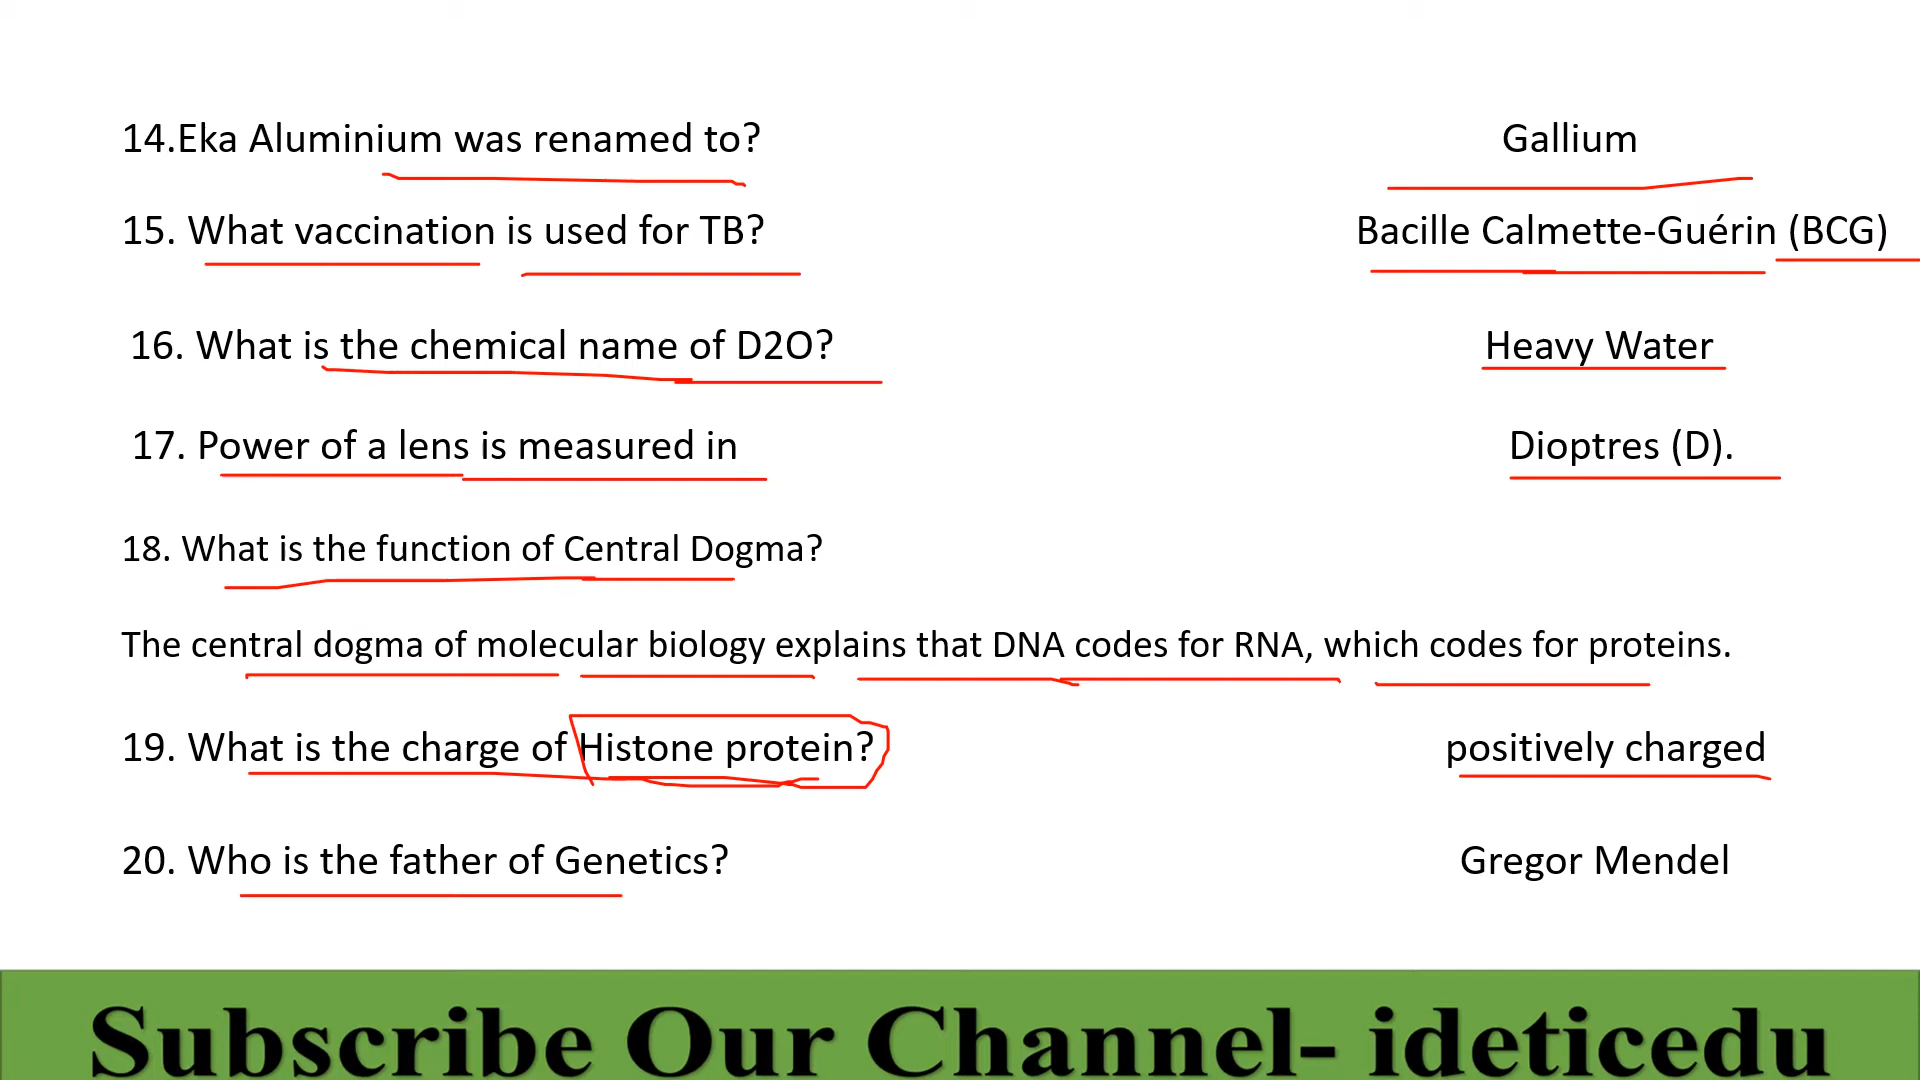 14.Eka Aluminium was renamed to? Gallium
15. What vaccination is used for TB? Bacille Calmette-Guérin (BCG)
16. What is the chemical name of D2O? Heavy Water
17. Power of a lens is measured in Dioptres (D).
18. What is the function of Central Dogma?
The central dogma of molecular biology explains that DNA codes for RNA, which codes for proteins.
19. What is the charge of Histone protein? positively charged
20. Who is the father of Genetics? Gregor Mendel
Subscribe Our Channel- ideticedu